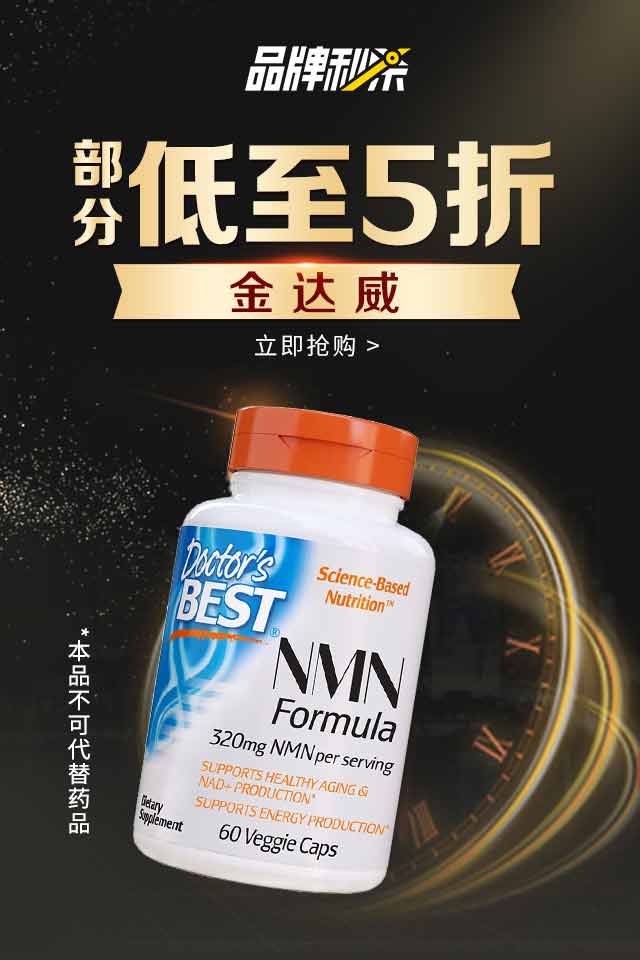 品牌秒杀
部分低至5折
金达威
立即抢购 >
Doctor's
BEST®
Science-Based
Nutrition™
NMN
Formula
320mg NMN per serving
SUPPORTS HEALTHY AGING &
NAD+ PRODUCTION*
SUPPORTS ENERGY PRODUCTION*
Dietary
Supplement
60 Veggie Caps
*本品不可代替药品